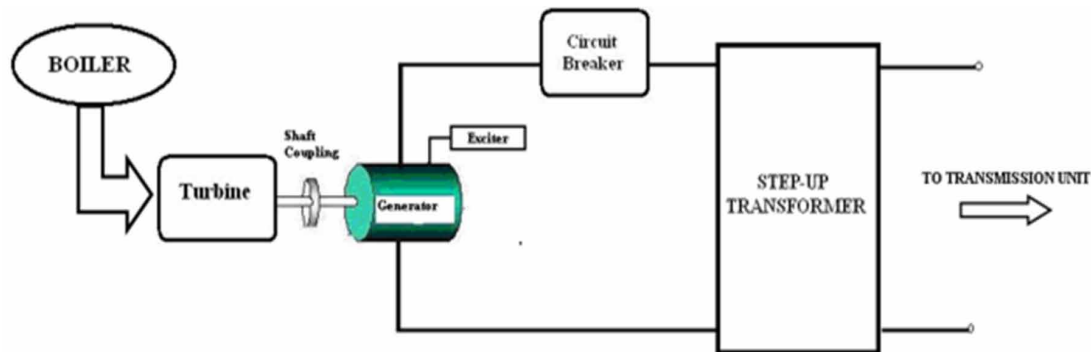 BOILER
Turbine
Shaft
Coupling
Generator
Exciter
Circuit
Breaker
STEP-UP
TRANSFORMER
TO TRANSMISSION UNIT